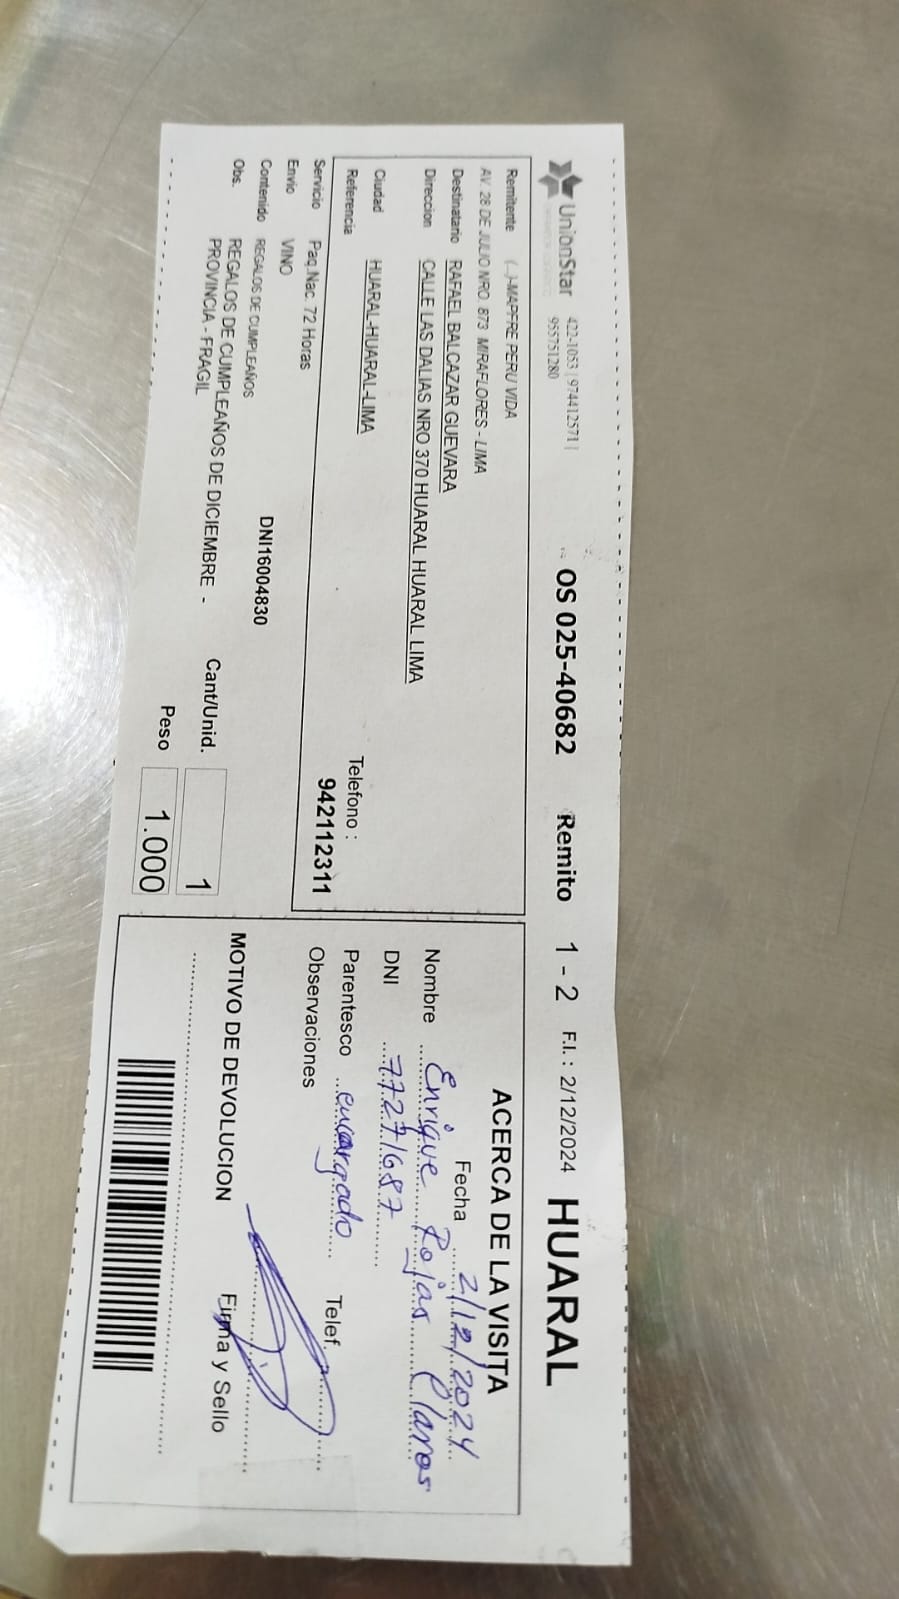 UnionStar 422-1053 | 974412571 |
955751280
OS 025-40682 Remito 1 - 2 F.I. : 2/12/2024 HUARAL
Remitente (...)-MAPFRE PERU VIDA
AV. 28 DE JULIO NRO. 873 MIRAFLORES - LIMA
Destinatario RAFAEL BALCAZAR GUEVARA
Direccion CALLE LAS DALIAS NRO 370 HUARAL HUARAL LIMA
Ciudad HUARAL-HUARAL-LIMA
Referencia
Telefono :
942112311
Servicio Paq.Nac. 72 Horas
Envio VINO
Contenido REGALOS DE CUMPLEAÑOS
DNI16004830
Obs. REGALOS DE CUMPLEAÑOS DE DICIEMBRE -
PROVINCIA - FRAGIL
Cant/Unid. 1
Peso 1.000
ACERCA DE LA VISITA
Fecha 2/12/2024
Nombre Enrique Rojas Claros
DNI 77271687
Parentesco encargado Telef.
Observaciones
MOTIVO DE DEVOLUCION Firma y Sello